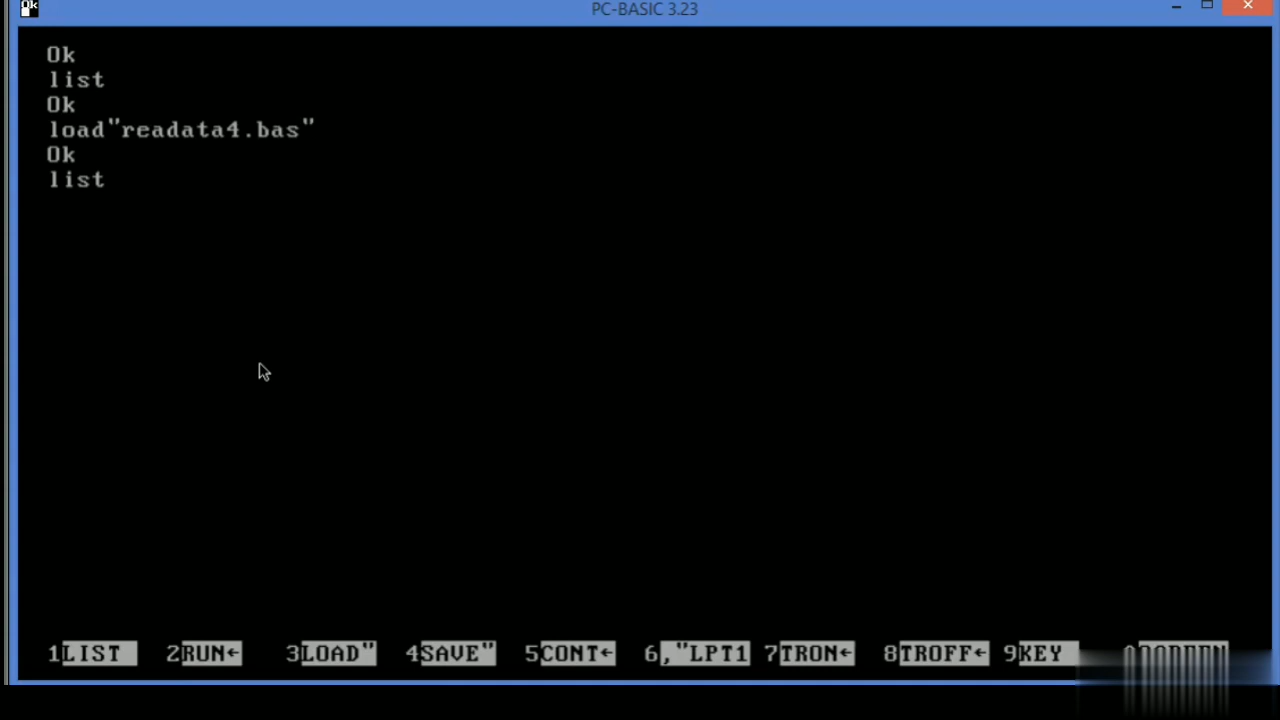 Ok
PC-BASIC 3.23
Ok
list
Ok
load"readata4.bas"
Ok
list
1LIST 2RUN← 3LOAD" 4SAVE" 5CONT← 6,"LPT1 7TRON← 8TROFF← 9KEY